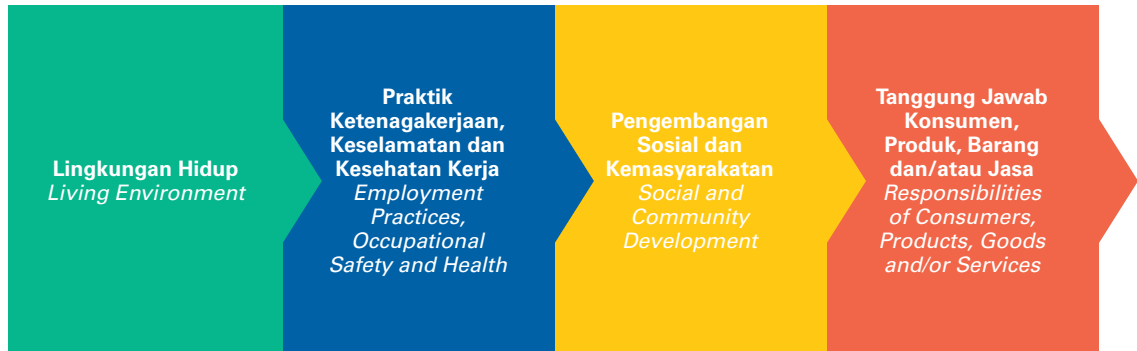 Lingkungan Hidup
Living Environment
Praktik
Ketenagakerjaan,
Keselamatan dan
Kesehatan Kerja
Employment
Practices,
Occupational
Safety and Health
Pengembangan
Sosial dan
Kemasyarakatan
Social and
Community
Development
Tanggung Jawab
Konsumen,
Produk, Barang
dan/atau Jasa
Responsibilities
of Consumers,
Products, Goods
and/or Services